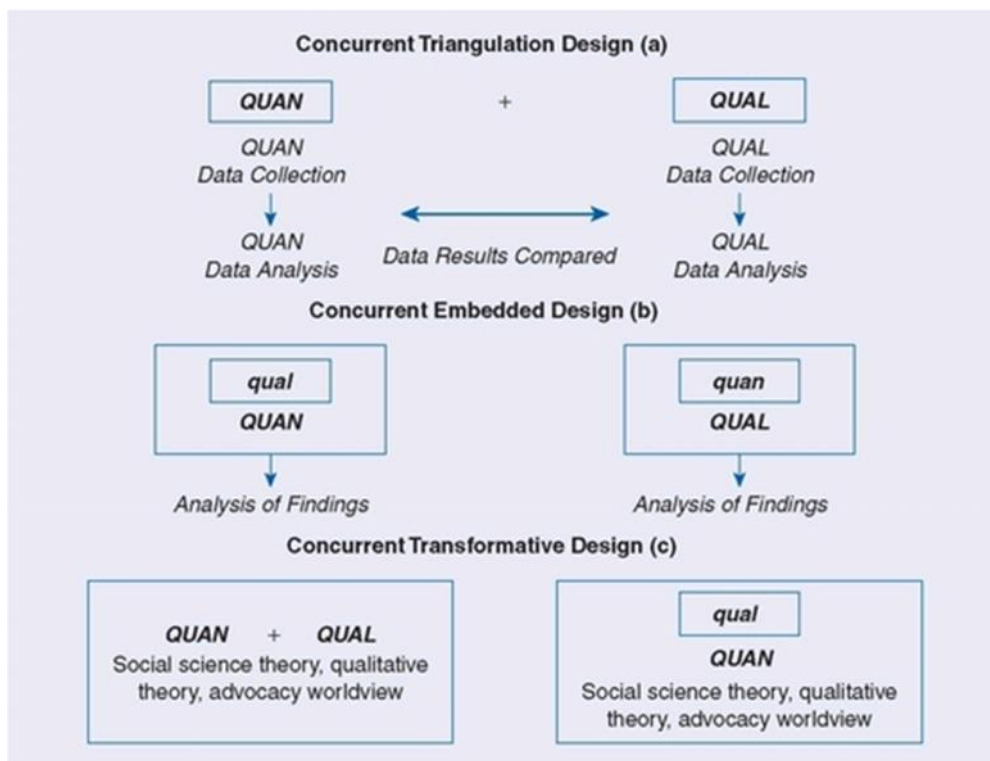 Concurrent Triangulation Design (a)
QUAN + QUAL
QUAN
Data Collection
QUAL
Data Collection
QUAN
Data Analysis
Data Results Compared
QUAL
Data Analysis
Concurrent Embedded Design (b)
qual
QUAN
quan
QUAL
Analysis of Findings
Analysis of Findings
Concurrent Transformative Design (c)
QUAN + QUAL
Social science theory, qualitative
theory, advocacy worldview
qual
QUAN
Social science theory, qualitative
theory, advocacy worldview